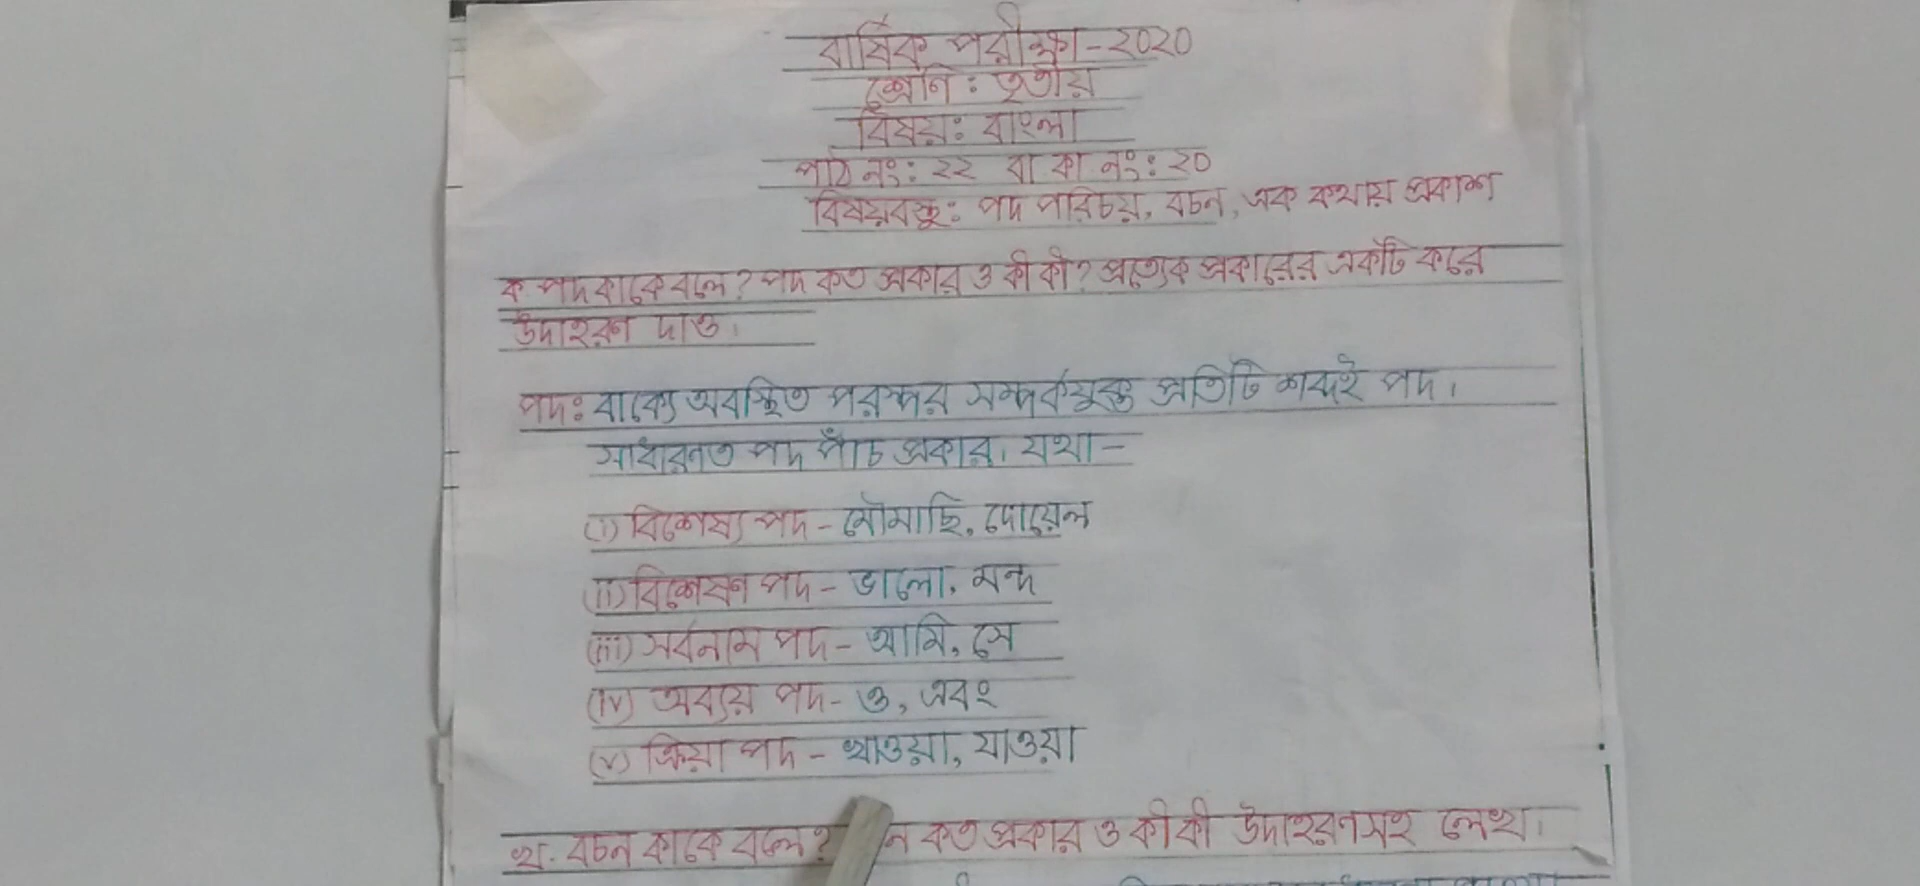 বার্ষিক পরীক্ষা-২০২০
শ্রেণি : তৃতীয়
বিষয়ঃ বাংলা
পাঠ নং : ২২ বা কা নং : ২০
বিষয়বস্তু : পদ পরিচয়, বচন, এক কথায় প্রকাশ
ক. পদ কাকে বলে? পদ কত প্রকার ও কী কী? প্রত্যেক প্রকারের একটি করে
উদাহরণ দাও।
পদঃ বাক্যে অবস্থিত পরস্পর সম্পর্কযুক্ত প্রতিটি শব্দই পদ।
সাধারনত পদ পাঁচ প্রকার। যথা-
(i) বিশেষ্য পদ - মৌমাছি, দোয়েল
(ii) বিশেষণ পদ - ভালো, মন্দ
(iii) সর্বনাম পদ - আমি, সে
(iv) অব্যয় পদ - ও, এবং
(v) ক্রিয়া পদ - খাওয়া, যাওয়া
খ. বচন কাকে বলে? ন কত প্রকার ও কী কী উদাহরণসহ লেখ।